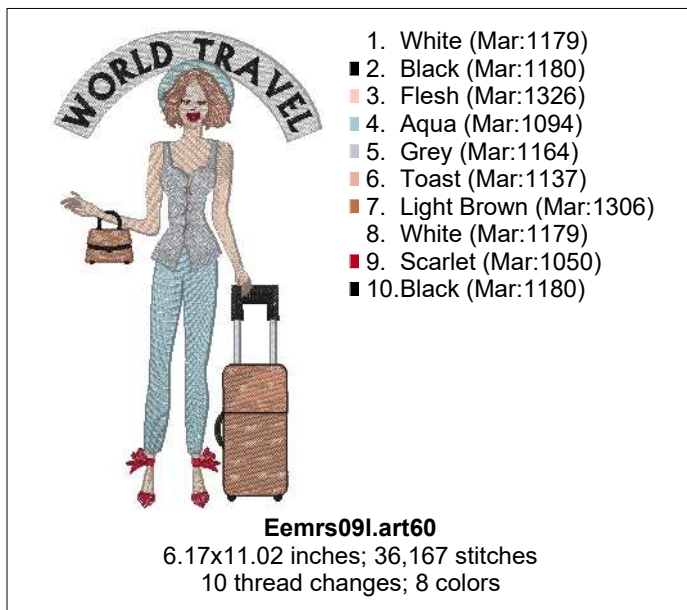 WORLD TRAVEL
1. White (Mar:1179)
2. Black (Mar:1180)
3. Flesh (Mar:1326)
4. Aqua (Mar:1094)
5. Grey (Mar:1164)
6. Toast (Mar:1137)
7. Light Brown (Mar:1306)
8. White (Mar:1179)
9. Scarlet (Mar:1050)
10.Black (Mar:1180)
Eemrs09l.art60
6.17x11.02 inches; 36,167 stitches
10 thread changes; 8 colors